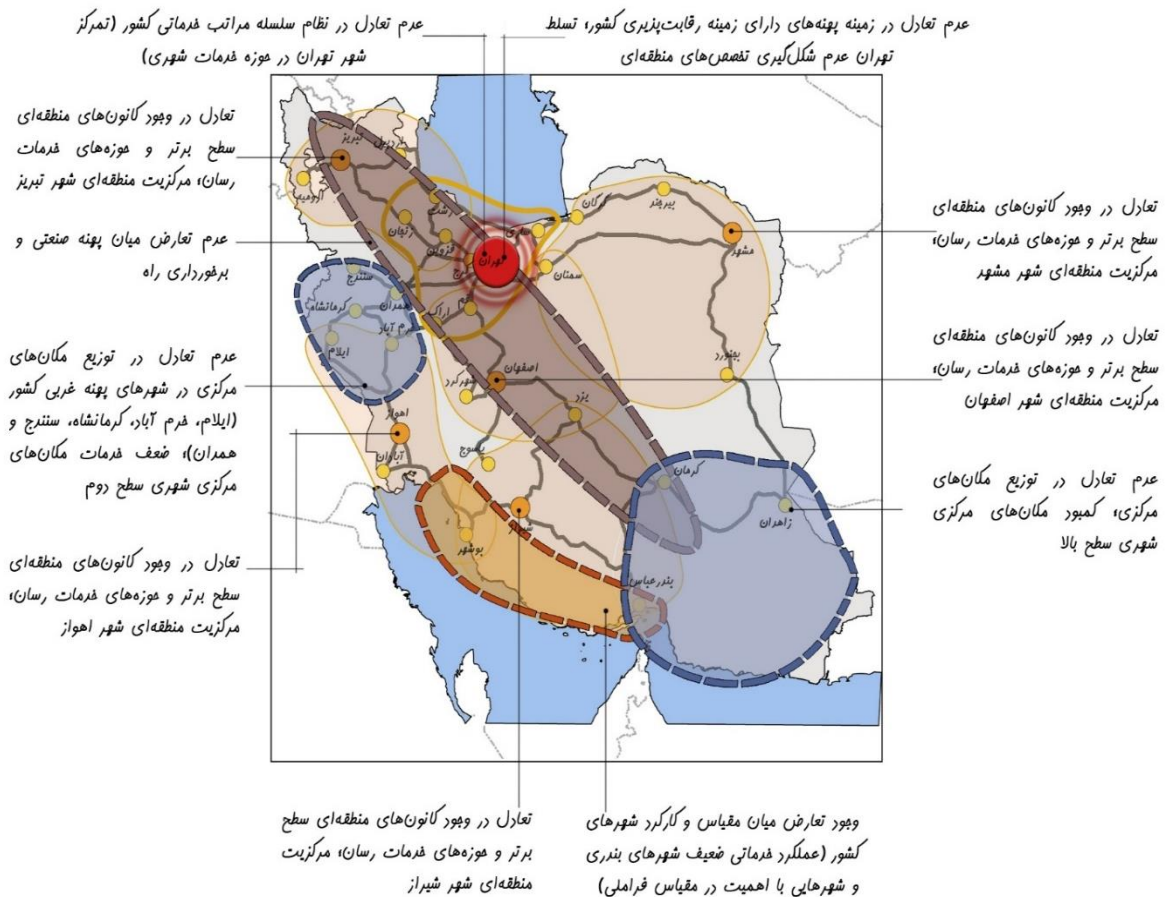 عدم تعادل در زمینه پهنه‌های دارای زمینه رقابت‌پزیری کشور؛ تسلط
تهران عدم شکل‌گیری تخصص‌های منطقه‌ای
عدم تعادل در نظام سلسله مراتب خدماتی کشور (تمرکز
شهر تهران در حوزه خدمات شهری)
تعادل در وجود کانون‌های منطقه‌ای
سطح برتر و حوزه‌های خدمات
رسان؛ مرکزیت منطقه‌ای شهر تبریز
عدم تعارض میان پهنه صنعتی و
برخورداری راه
عدم تعادل در توزیع مکان‌های
مرکزی در شهرهای پهنه غربی کشور
(ایلام، خرم آباد، کرمانشاه، سنندج و
همدان)؛ ضعف خدمات مکان‌های
مرکزی شهری سطح دوم
تعادل در وجود کانون‌های منطقه‌ای
سطح برتر و حوزه‌های خدمات رسان؛
مرکزیت منطقه‌ای شهر اهواز
تعادل در وجود کانون‌های منطقه‌ای
سطح برتر و حوزه‌های خدمات رسان؛
مرکزیت منطقه‌ای شهر مشهد
تعادل در وجود کانون‌های منطقه‌ای
سطح برتر و حوزه‌های خدمات رسان؛
مرکزیت منطقه‌ای شهر اصفهان
عدم تعادل در توزیع مکان‌های
مرکزی؛ کمبود مکان‌های مرکزی
شهری سطح بالا
تبریز
اردبیل
ارومیه
رشت
زنجان
قزوین
تهران
ساری
گرگان
بیرجند
مشهد
سمنان
سنندج
همدان
قم
اراک
کرمانشاه
خرم آباد
ایلام
اصفهان
شهرکرد
بجنورد
یزد
اهواز
آبادان
یاسوج
کرمان
زاهدان
شیراز
بوشهر
بندرعباس
وجود تعارض میان مقیاس و کارکرد شهرهای
کشور (عملکرد خدماتی ضعیف شهرهای بندری
و شهرهایی با اهمیت در مقیاس فراملی)
تعادل در وجود کانون‌های منطقه‌ای سطح
برتر و حوزه‌های خدمات رسان؛ مرکزیت
منطقه‌ای شهر شیراز